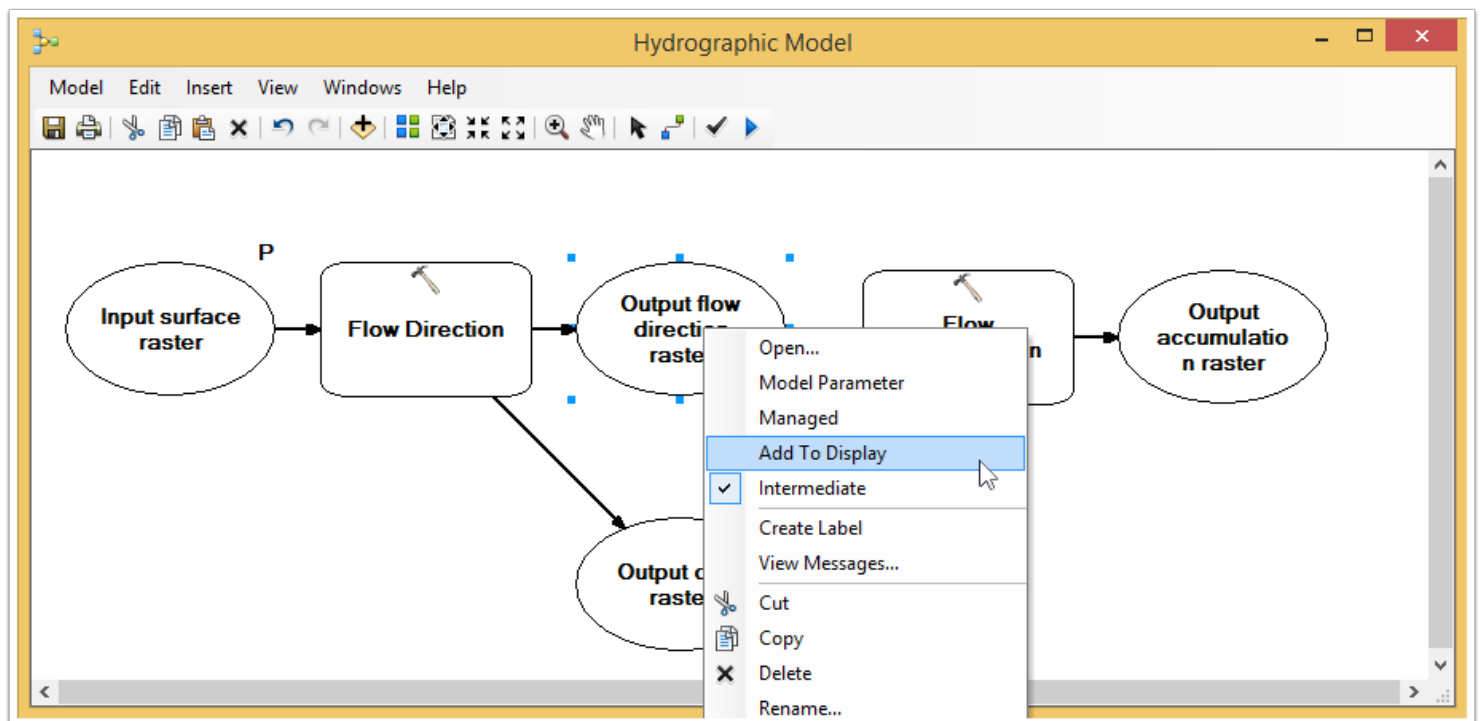 Hydrographic Model
Model Edit Insert View Windows Help
P
Input surface
raster
Flow Direction
Output flow
direction
raste
Flow
n
Output
accumulatio
n raster
Output
raste
Open...
Model Parameter
Managed
Add To Display
Intermediate
Create Label
View Messages...
Cut
Copy
Delete
Rename...